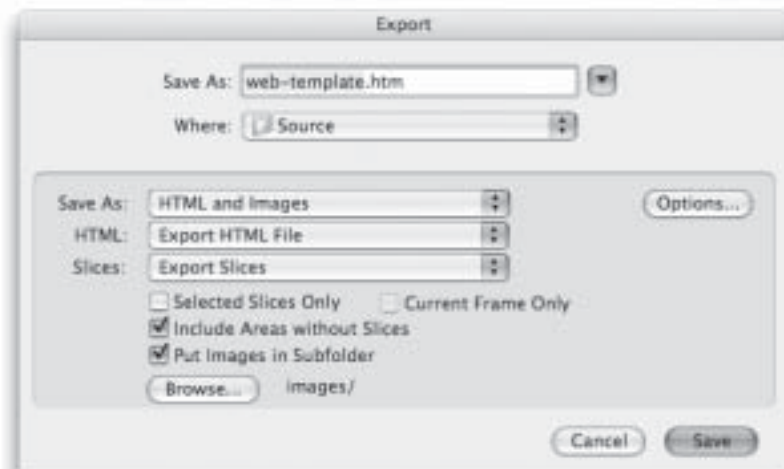 Export
Save As: web-template.htm
Where: Source
Save As: HTML and Images
Options...
HTML: Export HTML File
Slices: Export Slices
Selected Slices Only
Current Frame Only
Include Areas without Slices
Put Images in Subfolder
Browse... images/
Cancel
Save